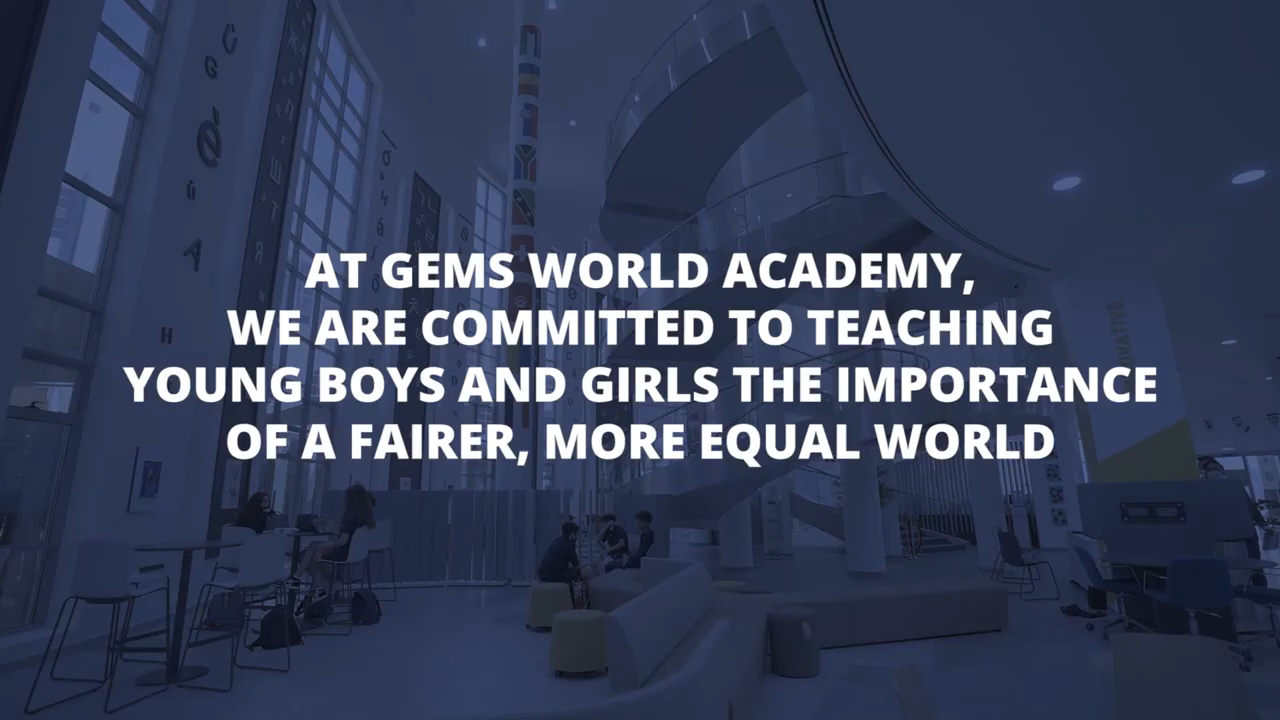 AT GEMS WORLD ACADEMY,
WE ARE COMMITTED TO TEACHING
YOUNG BOYS AND GIRLS THE IMPORTANCE
OF A FAIRER, MORE EQUAL WORLD